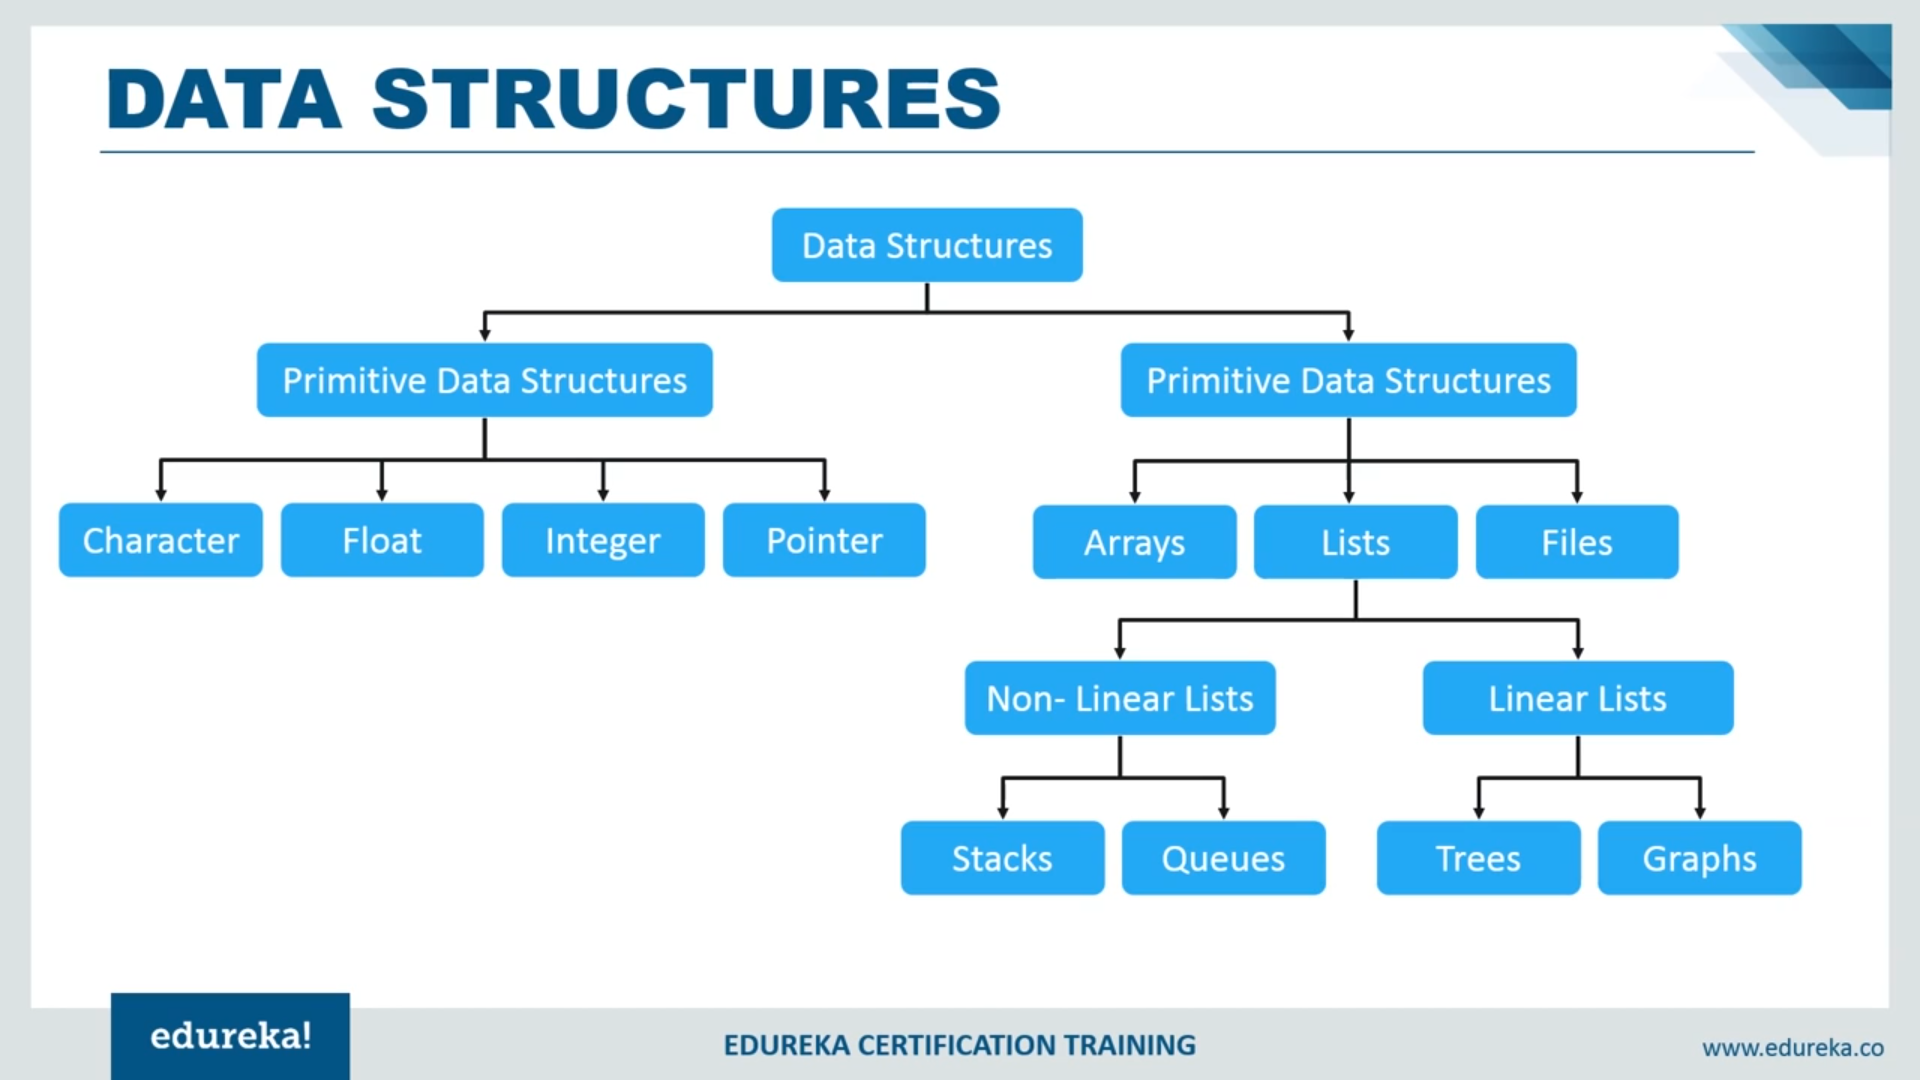 DATA STRUCTURES
Data Structures
Primitive Data Structures
Primitive Data Structures
Character
Float
Integer
Pointer
Arrays
Lists
Files
Non- Linear Lists
Linear Lists
Stacks
Queues
Trees
Graphs
edureka!
EDUREKA CERTIFICATION TRAINING
www.edureka.co